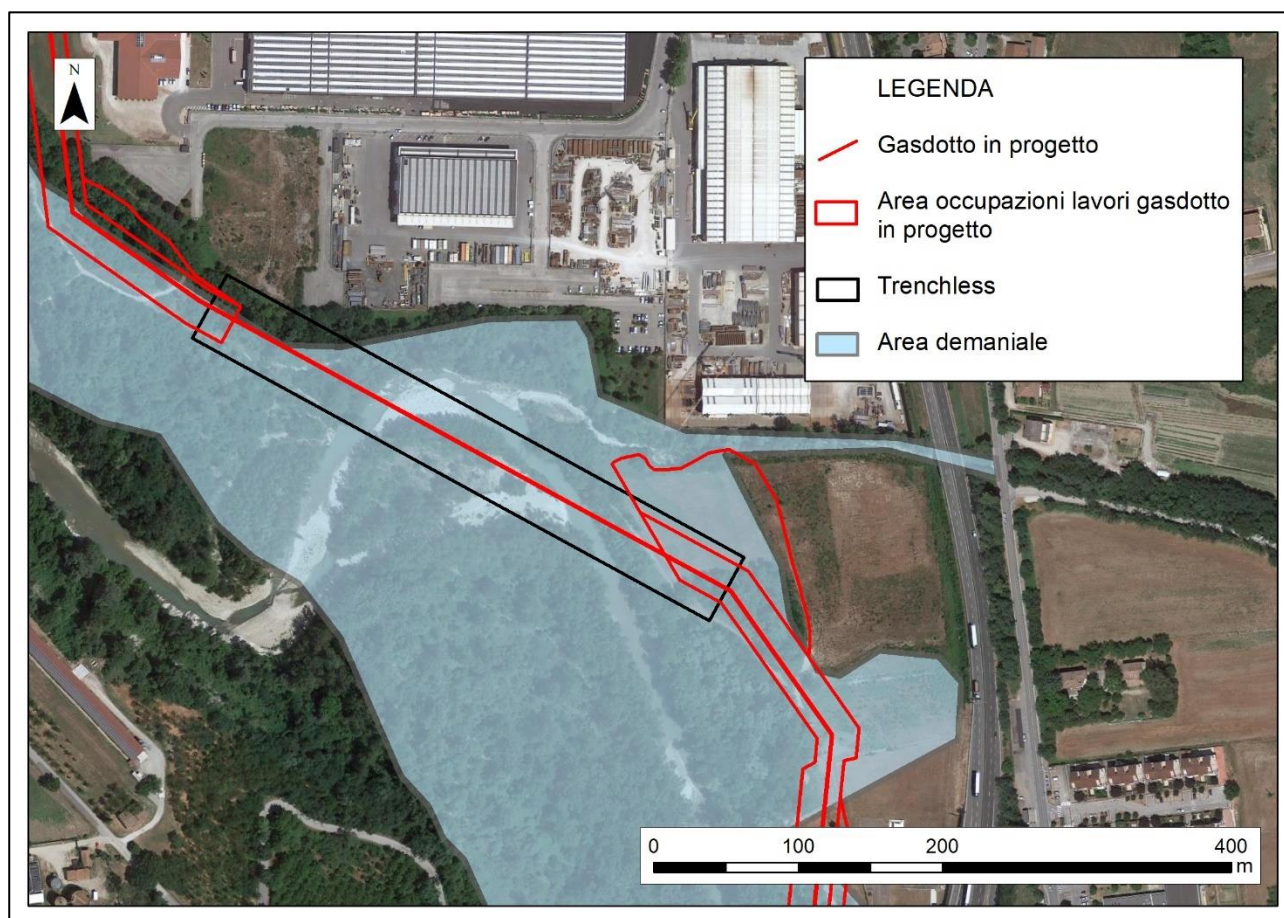 N
LEGENDA
Gasdotto in progetto
Area occupazioni lavori gasdotto
in progetto
Trenchless
Area demaniale
0 100 200 400
m